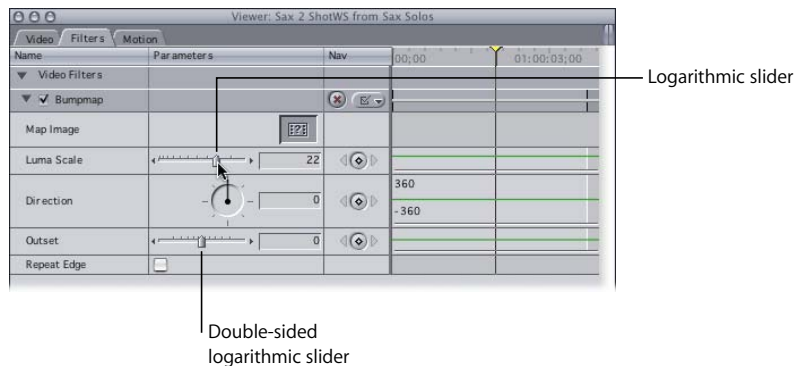 Viewer: Sax 2 ShotWS from Sax Solos
Video Filters Motion
Name Parameters Nav 00;00 01:00:03;00
Video Filters
Logarithmic slider
Bumpmap
Map Image
Luma Scale 22
360
Direction 0
-360
Outset 0
Repeat Edge
Double-sided
logarithmic slider